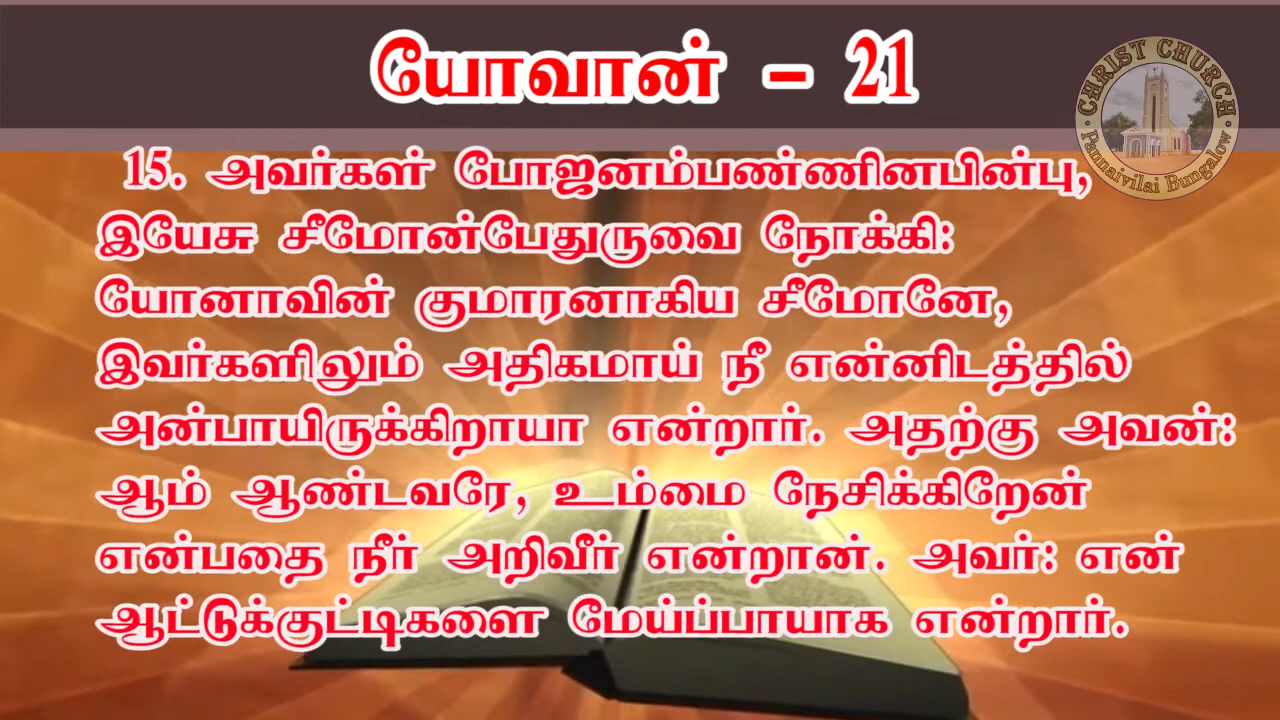 யோவான் - 21
CHRIST CHURCH
Pannaivilai Bungalow
15. அவர்கள் போஜனம்பண்ணினபின்பு,
இயேசு சீமோன்பேதுருவை நோக்கி:
யோனாவின் குமாரனாகிய சீமோனே,
இவர்களிலும் அதிகமாய் நீ என்னிடத்தில்
அன்பாயிருக்கிறாயா என்றார். அதற்கு அவன்:
ஆம் ஆண்டவரே, உம்மை நேசிக்கிறேன்
என்பதை நீர் அறிவீர் என்றான். அவர்: என்
ஆட்டுக்குட்டிகளை மேய்ப்பாயாக என்றார்.